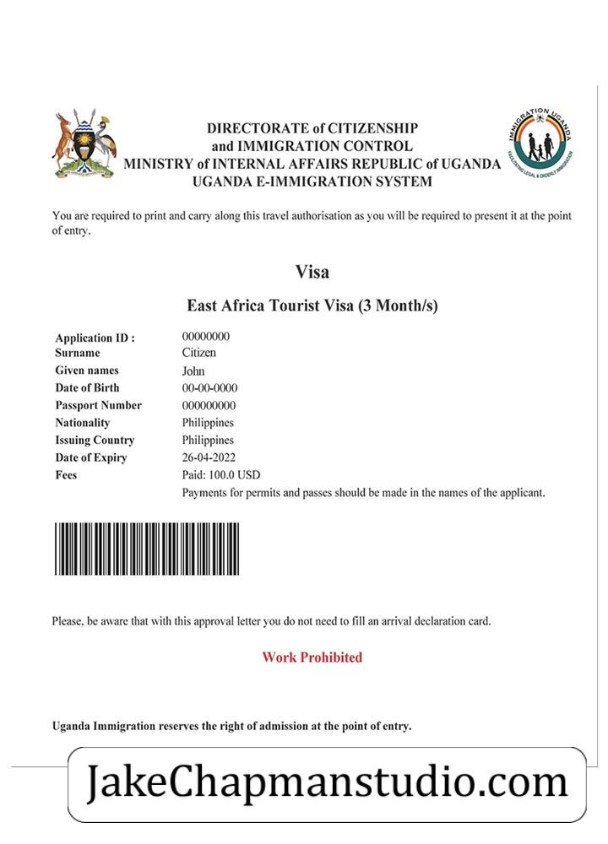 DIRECTORATE of CITIZENSHIP
and IMMIGRATION CONTROL
MINISTRY of INTERNAL AFFAIRS REPUBLIC of UGANDA
UGANDA E-IMMIGRATION SYSTEM
IMMIGRATION UGANDA
FACILITATING LEGAL & ORDERLY IMMIGRATION
You are required to print and carry along this travel authorisation as you will be required to present it at the point
of entry.
Visa
East Africa Tourist Visa (3 Month/s)
Application ID : 00000000
Surname Citizen
Given names John
Date of Birth 00-00-0000
Passport Number 000000000
Nationality Philippines
Issuing Country Philippines
Date of Expiry 26-04-2022
Fees Paid: 100.0 USD
Payments for permits and passes should be made in the names of the applicant.
Please, be aware that with this approval letter you do not need to fill an arrival declaration card.
Work Prohibited
Uganda Immigration reserves the right of admission at the point of entry.
JakeChapmanstudio.com